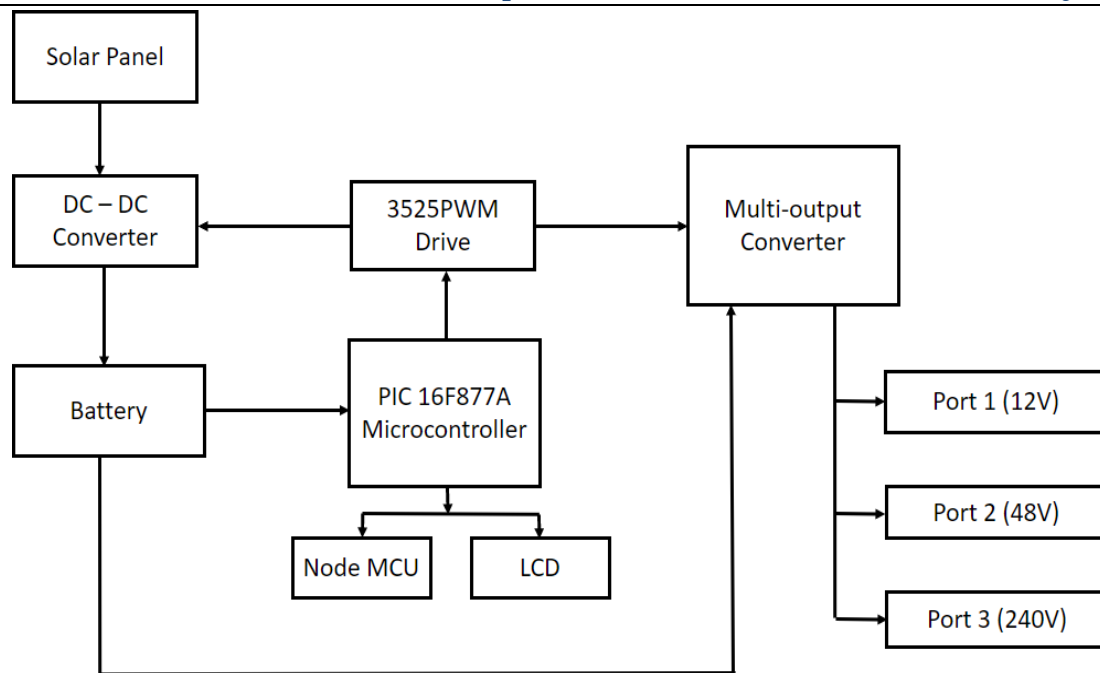 Solar Panel
DC – DC
Converter
3525PWM
Drive
Multi-output
Converter
Battery
PIC 16F877A
Microcontroller
Port 1 (12V)
Port 2 (48V)
Node MCU
LCD
Port 3 (240V)